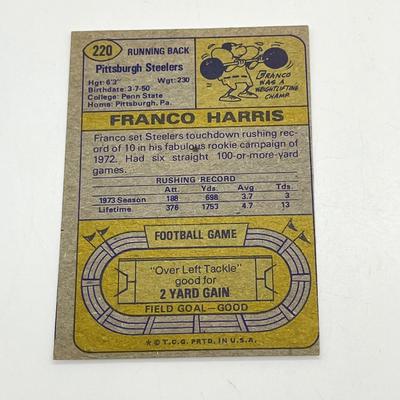 220 RUNNING BACK
Pittsburgh Steelers
Hgt: 6'3" Wgt: 230
Birthdate: 3-7-50
College: Penn State
Home: Pittsburgh, Pa.
FRANCO
WAS A
WEIGHTLIFTING
CHAMP
FRANCO HARRIS
Franco set Steelers touchdown rushing record
of 10 in his fabulous rookie campaign of
1972. Had six straight 100-or-more-yard
games.
RUSHING RECORD
Att. Yds. Avg Tds.
1973 Season 188 698 3.7 3
Lifetime 376 1753 4.7 13
FOOTBALL GAME
"Over Left Tackle"
good for
2 YARD GAIN
FIELD GOAL—GOOD
* © T.C.G. PRTD. IN U.S.A.